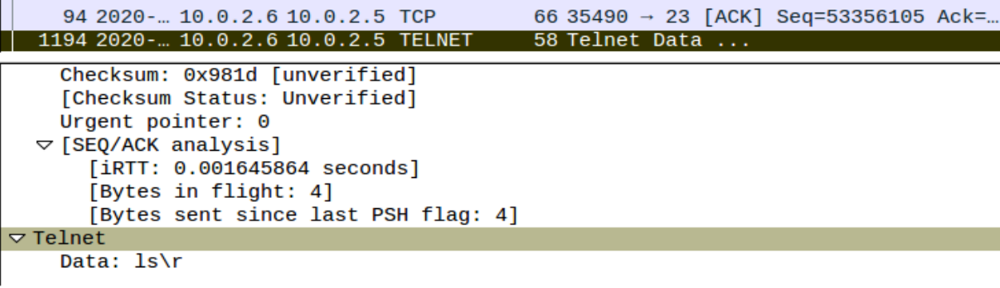 94 2020-… 10.0.2.6 10.0.2.5 TCP 66 35490 → 23 [ACK] Seq=53356105 Ack=…
1194 2020-… 10.0.2.6 10.0.2.5 TELNET 58 Telnet Data ...
Checksum: 0x981d [unverified]
[Checksum Status: Unverified]
Urgent pointer: 0
[SEQ/ACK analysis]
[iRTT: 0.001645864 seconds]
[Bytes in flight: 4]
[Bytes sent since last PSH flag: 4]
Telnet
Data: ls\r